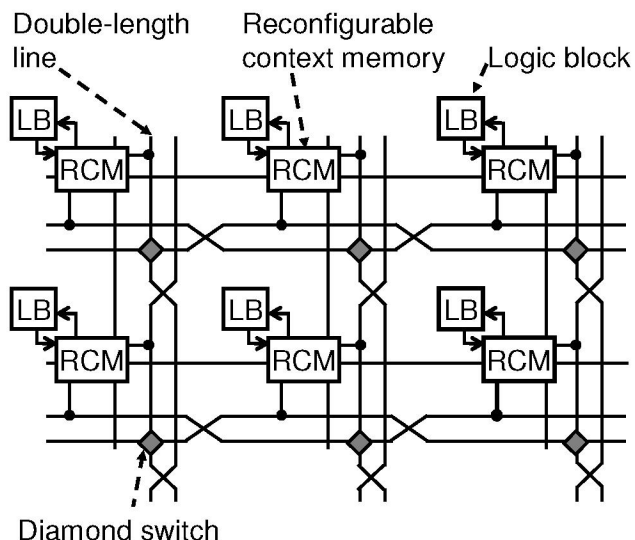 Double-length
line
Reconfigurable
context memory
Logic block
LB
LB
LB
RCM
RCM
RCM
LB
LB
LB
RCM
RCM
RCM
Diamond switch